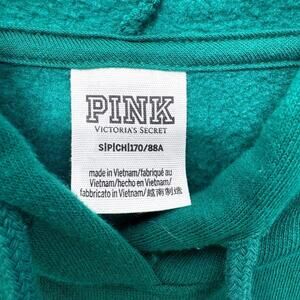 PINK
VICTORIA'S SECRET
S|P|CH|170/88A
made in Vietnam/fabriqué au
Vietnam/hecho en Vietnam/
fabbricato in Vietnam/越南制造